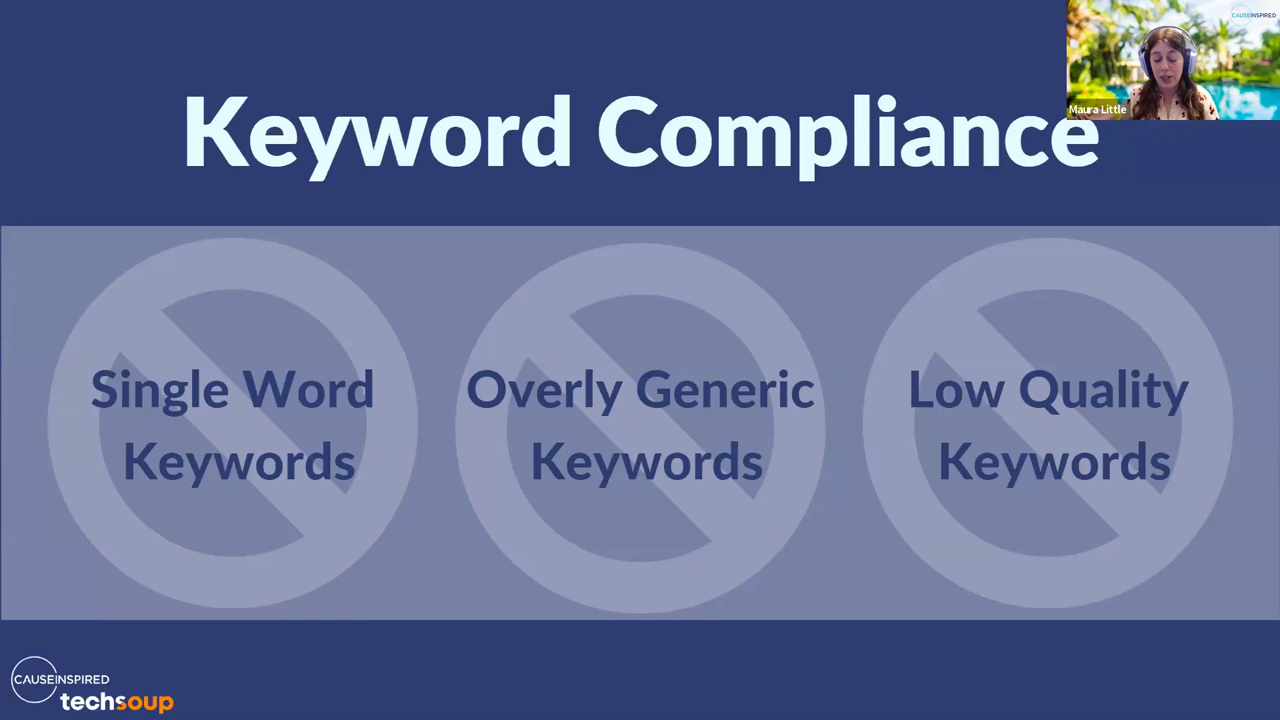 CAUSEINSPIRED
Maura Little
Keyword Compliance
Single Word
Keywords
Overly Generic
Keywords
Low Quality
Keywords
CAUSEINSPIRED
techsoup